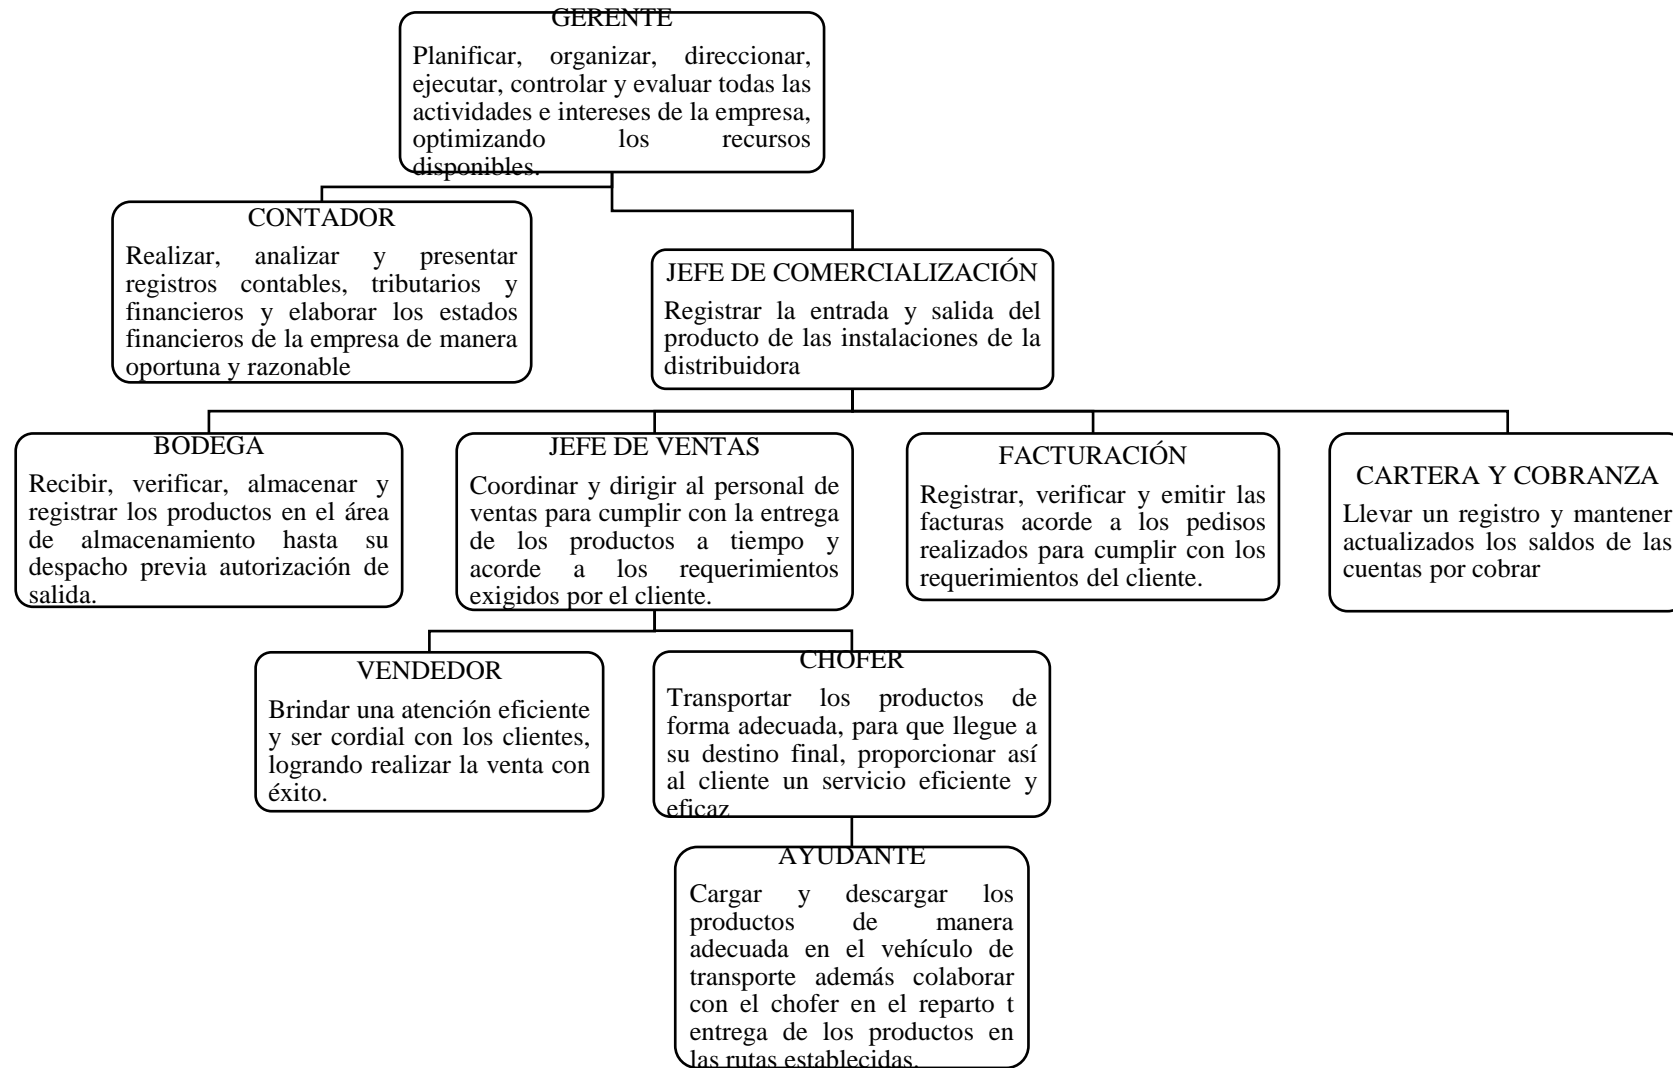 GERENTE
Planificar, organizar, direccionar,
ejecutar, controlar y evaluar todas las
actividades e intereses de la empresa,
optimizando los recursos
disponibles.
CONTADOR
Realizar, analizar y presentar
registros contables, tributarios y
financieros y elaborar los estados
financieros de la empresa de manera
oportuna y razonable
JEFE DE COMERCIALIZACIÓN
Registrar la entrada y salida del
producto de las instalaciones de la
distribuidora
BODEGA
Recibir, verificar, almacenar y
registrar los productos en el área
de almacenamiento hasta su
despacho previa autorización de
salida.
JEFE DE VENTAS
Coordinar y dirigir al personal de
ventas para cumplir con la entrega
de los productos a tiempo y
acorde a los requerimientos
exigidos por el cliente.
FACTURACIÓN
Registrar, verificar y emitir las
facturas acorde a los pedisos
realizados para cumplir con los
requerimientos del cliente.
CARTERA Y COBRANZA
Llevar un registro y mantener
actualizados los saldos de las
cuentas por cobrar
VENDEDOR
Brindar una atención eficiente
y ser cordial con los clientes,
logrando realizar la venta con
éxito.
CHOFER
Transportar los productos de
forma adecuada, para que llegue a
su destino final, proporcionar así
al cliente un servicio eficiente y
eficaz
AYUDANTE
Cargar y descargar los
productos de manera
adecuada en el vehículo de
transporte además colaborar
con el chofer en el reparto t
entrega de los productos en
las rutas establecidas.